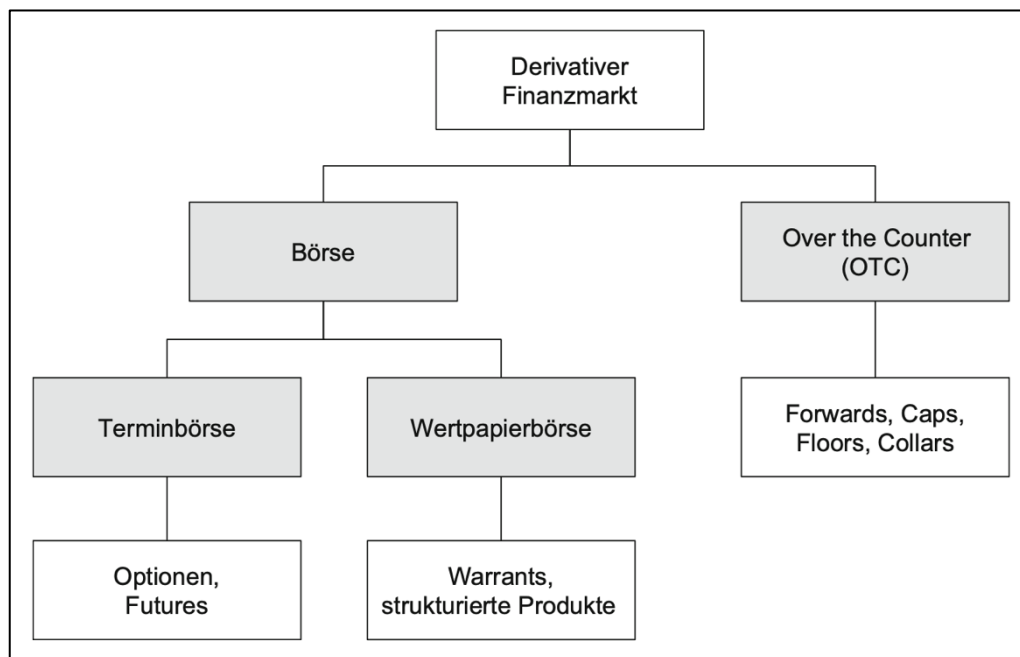 Derivativer
Finanzmarkt
Börse
Over the Counter
(OTC)
Terminbörse
Wertpapierbörse
Forwards, Caps,
Floors, Collars
Optionen,
Futures
Warrants,
strukturierte Produkte